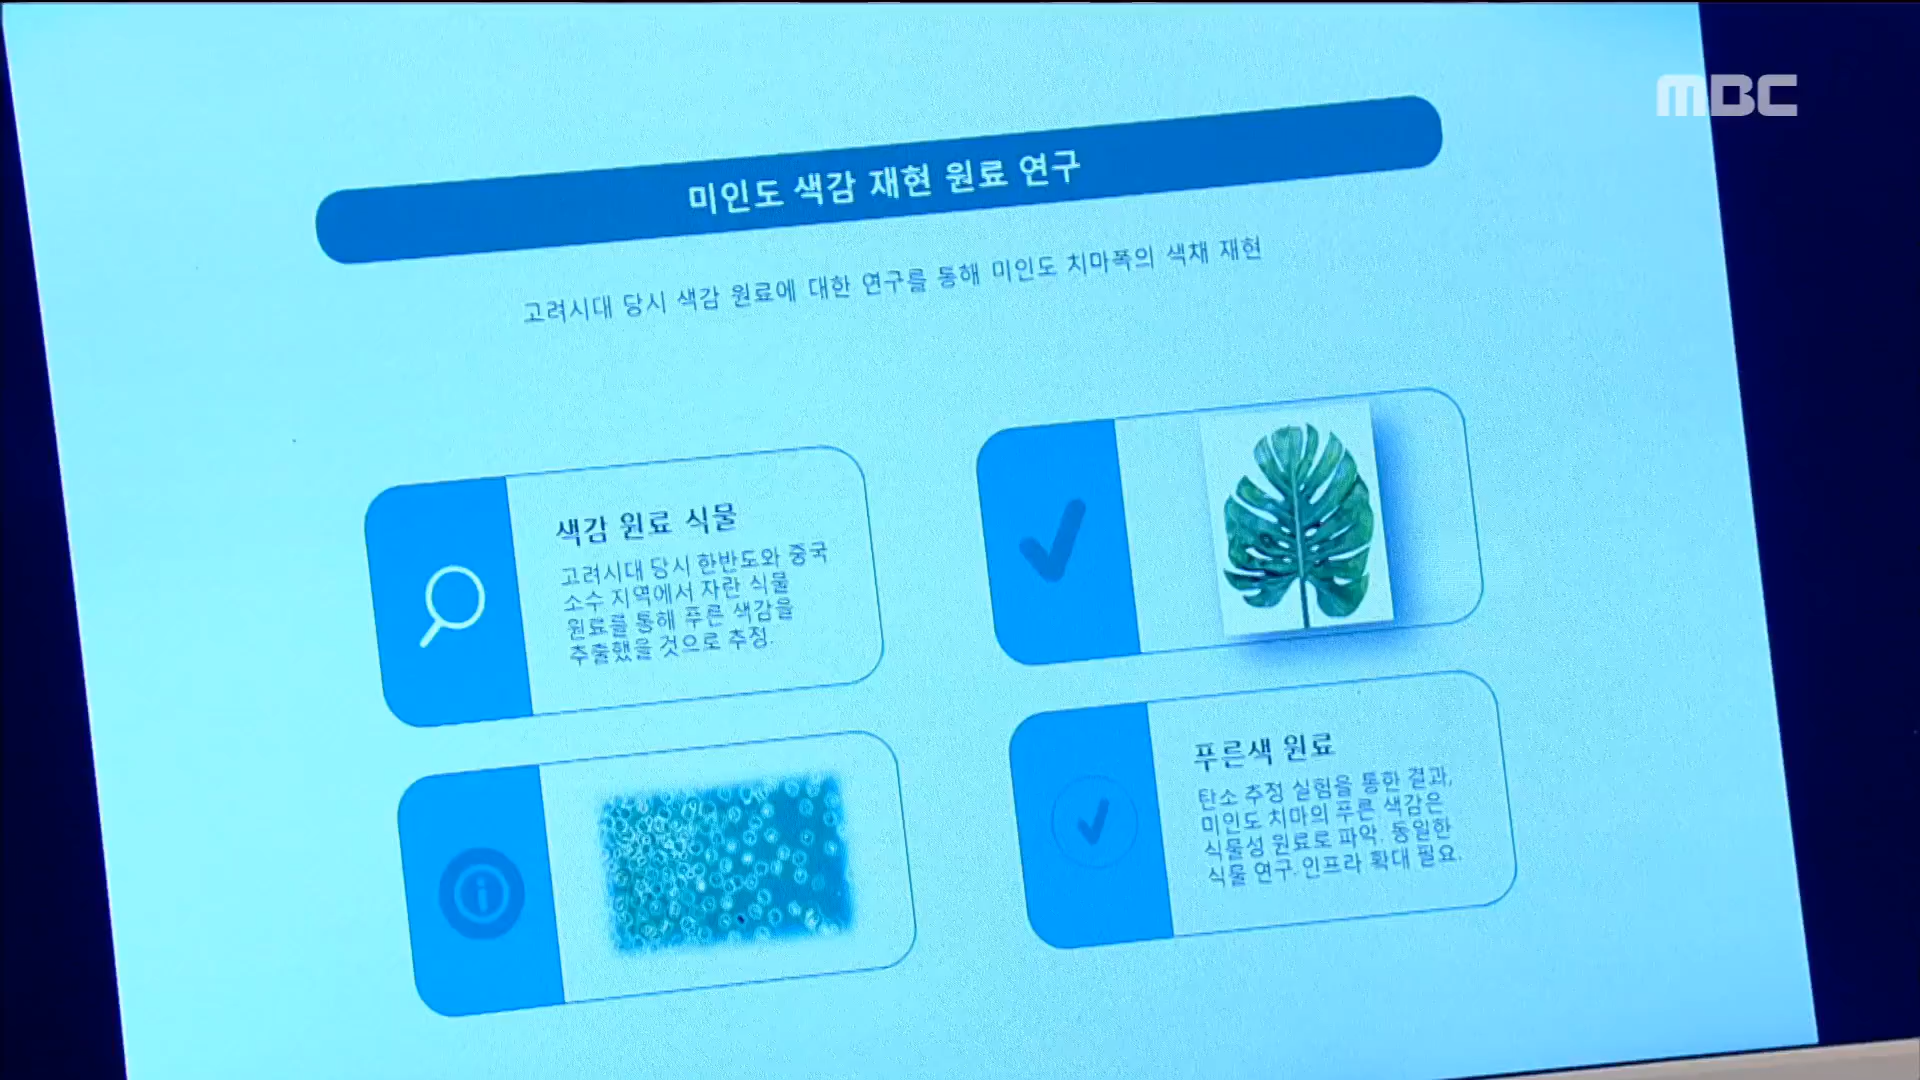 MBC
미인도 색감 재현 원료 연구
고려시대 당시 색감 원료에 대한 연구를 통해 미인도 치마폭의 색채 재현
색감 원료 식물
고려시대 당시 한반도와 중국
소수 지역에서 자란 식물
원료를 통해 푸른 색감을
추출했을 것으로 추정.
푸른색 원료
탄소 추정 실험을 통한 결과,
미인도 치마의 푸른 색감은
식물성 원료로 파악. 동일한
식물 연구 인프라 확대 필요.